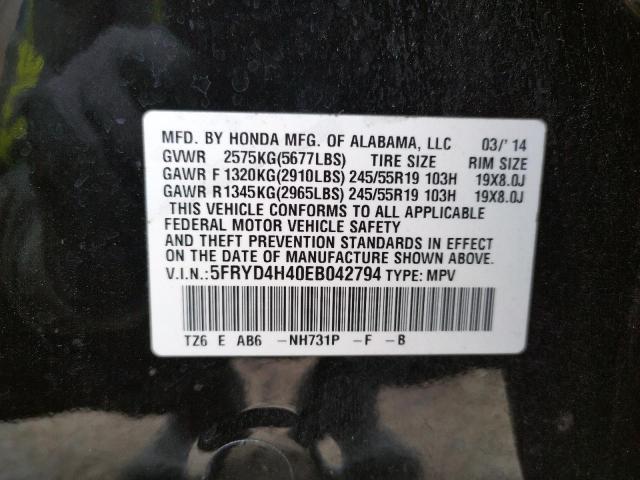 MFD. BY HONDA MFG. OF ALABAMA, LLC 03/' 14
GVWR 2575KG(5677LBS) TIRE SIZE RIM SIZE
GAWR F 1320KG(2910LBS) 245/55R19 103H 19X8.0J
GAWR R 1345KG(2965LBS) 245/55R19 103H 19X8.0J
THIS VEHICLE CONFORMS TO ALL APPLICABLE
FEDERAL MOTOR VEHICLE SAFETY
AND THEFT PREVENTION STANDARDS IN EFFECT
ON THE DATE OF MANUFACTURE SHOWN ABOVE.
V.I.N.:5FRYD4H40EB042794 TYPE: MPV
TZ6 E AB6 -NH731P -F -B